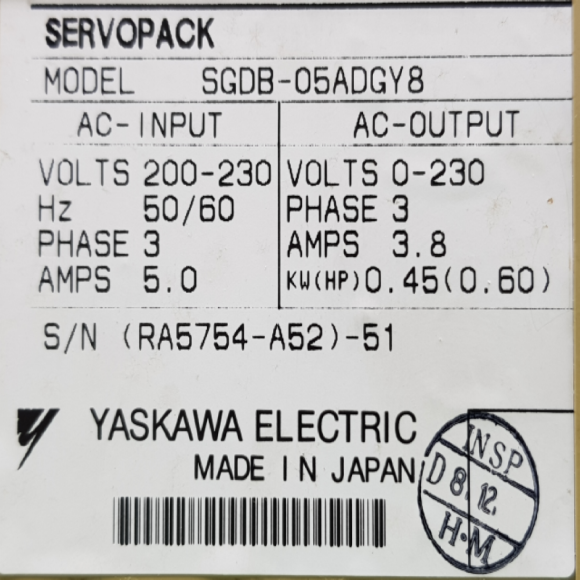 SERVOPACK
MODEL SGDB-05ADGY8
AC-INPUT AC-OUTPUT
VOLTS 200-230 VOLTS 0-230
Hz 50/60 PHASE 3
PHASE 3 AMPS 3.8
AMPS 5.0 KW(HP)0.45(0.60)
S/N (RA5754-A52)-51
YASKAWA ELECTRIC
MADE IN JAPAN
INSP
D 8.12.
H·M